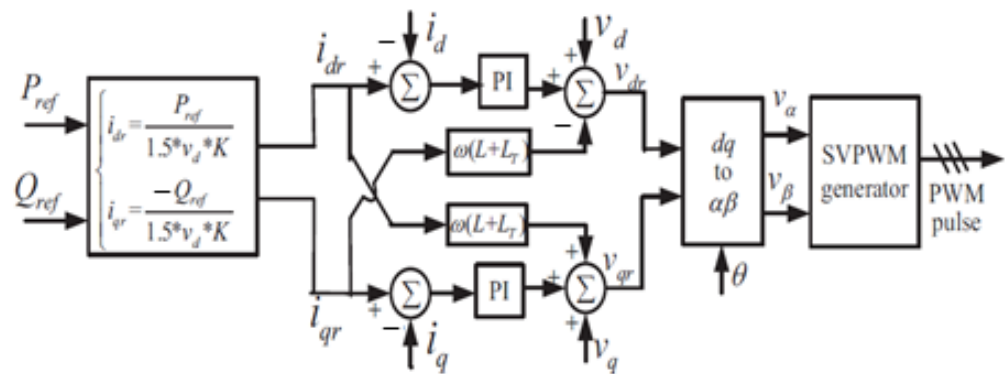 P_ref
Q_ref
i_dr = P_ref / 1.5*v_d*K
i_qr = -Q_ref / 1.5*v_d*K
i_dr
i_qr
− i_d
+
Σ
PI
+
v_d
+
Σ
−
v_dr
ω(L+L_T)
ω(L+L_T)
+
Σ
− i_q
PI
+
+
Σ
+
v_qr
v_q
dq
to
αβ
θ
v_α
v_β
SVPWM
generator
PWM
pulse